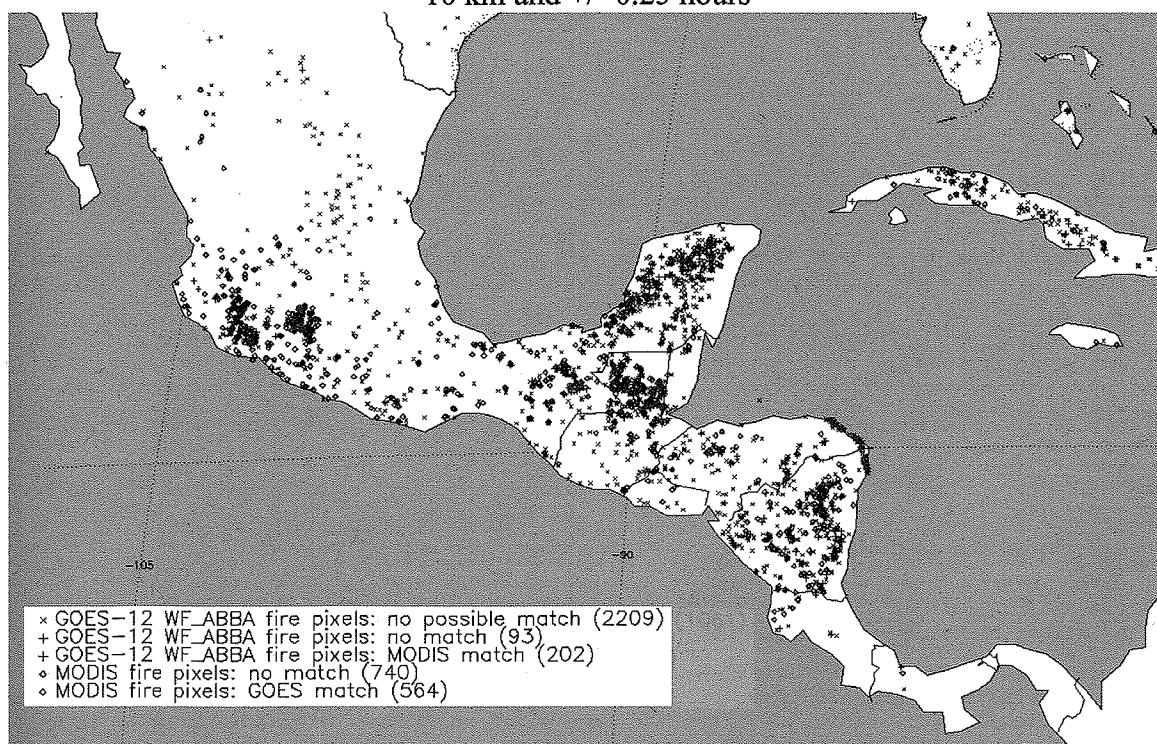 10 km and +/- 0.25 hours
-105
-90
× GOES-12 WF_ABBA fire pixels: no possible match (2209)
+ GOES-12 WF_ABBA fire pixels: no match (93)
+ GOES-12 WF_ABBA fire pixels: MODIS match (202)
◇ MODIS fire pixels: no match (740)
◇ MODIS fire pixels: GOES match (564)